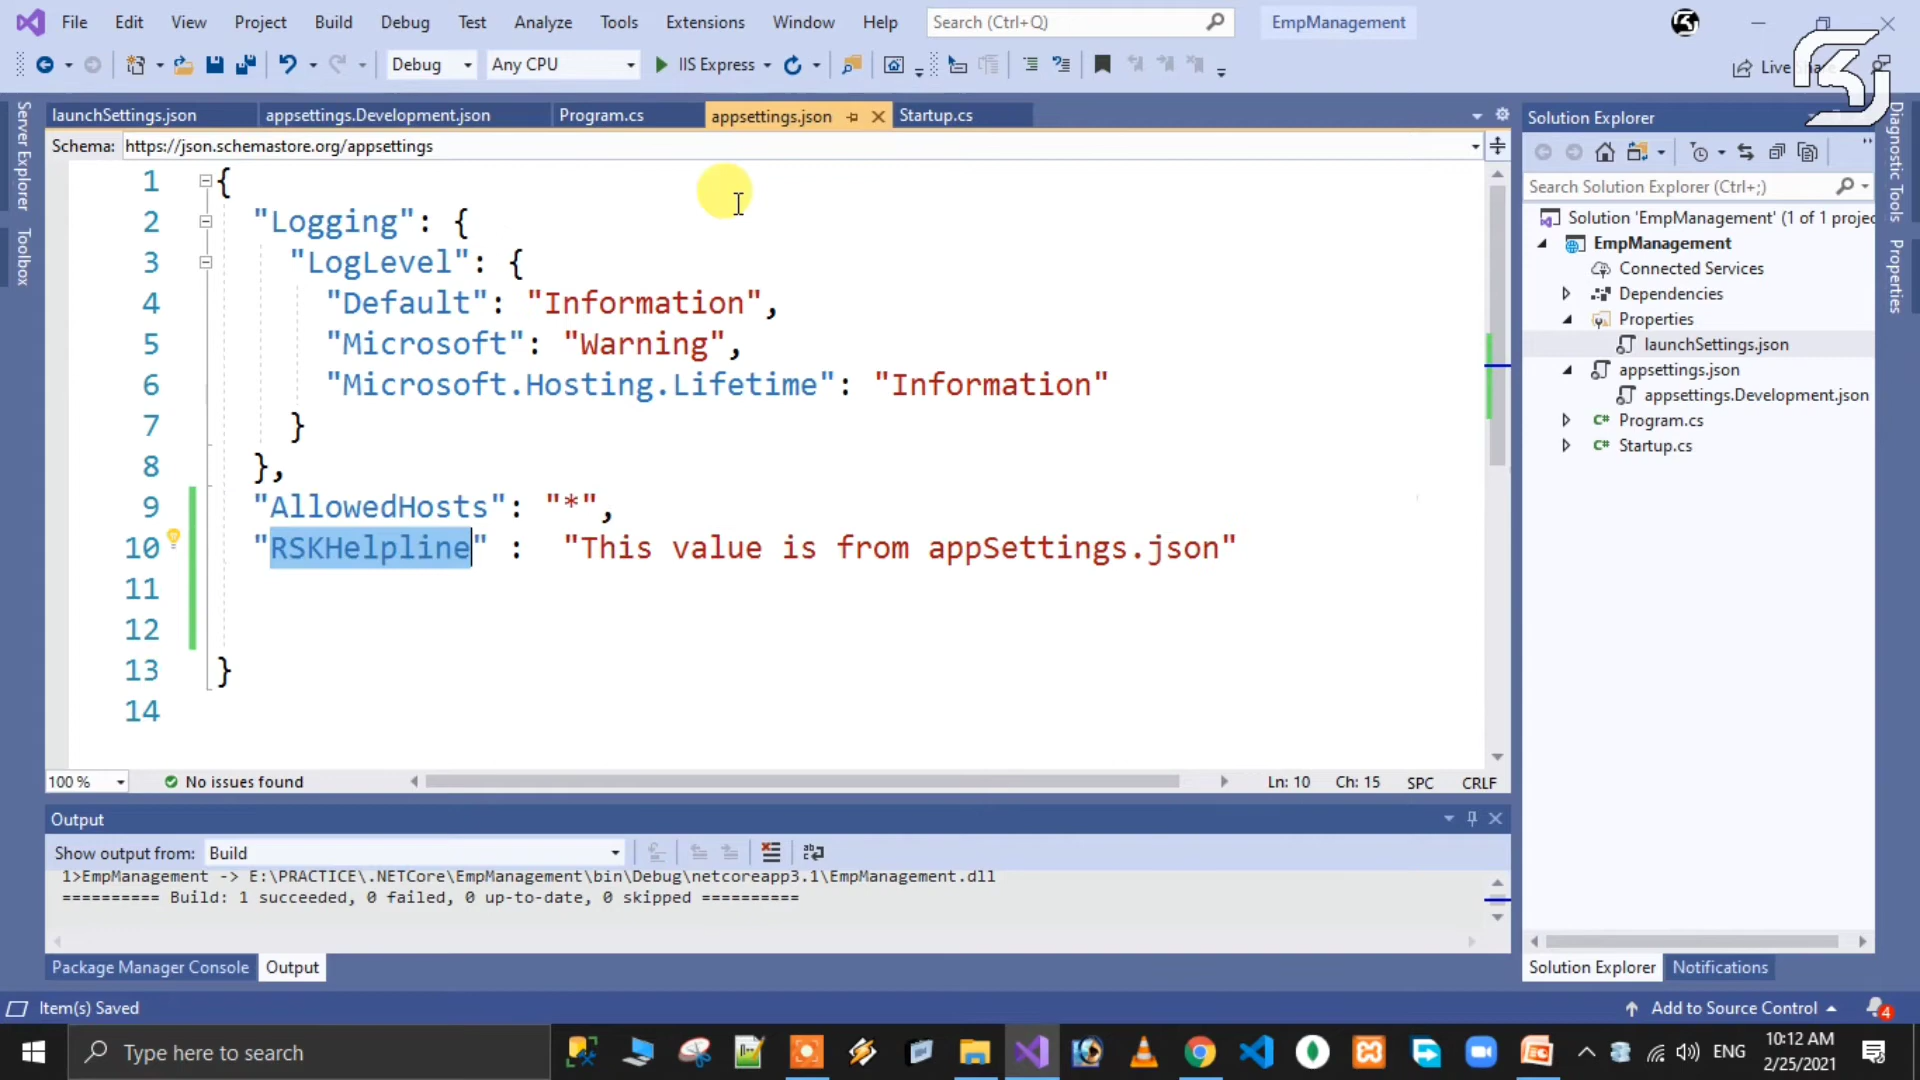 File Edit View Project Build Debug Test Analyze Tools Extensions Window Help Search (Ctrl+Q) EmpManagement
Debug Any CPU IIS Express Live
launchSettings.json appsettings.Development.json Program.cs appsettings.json Startup.cs
Schema: https://json.schemastore.org/appsettings
1 {
2 "Logging": {
3 "LogLevel": {
4 "Default": "Information",
5 "Microsoft": "Warning",
6 "Microsoft.Hosting.Lifetime": "Information"
7 }
8 },
9 "AllowedHosts": "*",
10 "RSKHelpline" : "This value is from appSettings.json"
11
12
13 }
14
100 % No issues found Ln: 10 Ch: 15 SPC CRLF
Output
Show output from: Build
1>EmpManagement -> E:\PRACTICE\.NETCore\EmpManagement\bin\Debug\netcoreapp3.1\EmpManagement.dll
========== Build: 1 succeeded, 0 failed, 0 up-to-date, 0 skipped ==========
Package Manager Console Output
Server Explorer
Toolbox
Solution Explorer
Search Solution Explorer (Ctrl+;)
Solution 'EmpManagement' (1 of 1 projec
EmpManagement
Connected Services
Dependencies
Properties
launchSettings.json
appsettings.json
appsettings.Development.json
C# Program.cs
C# Startup.cs
Solution Explorer Notifications
Diagnostic Tools
Properties
Item(s) Saved Add to Source Control 4
Type here to search ENG 10:12 AM
2/25/2021